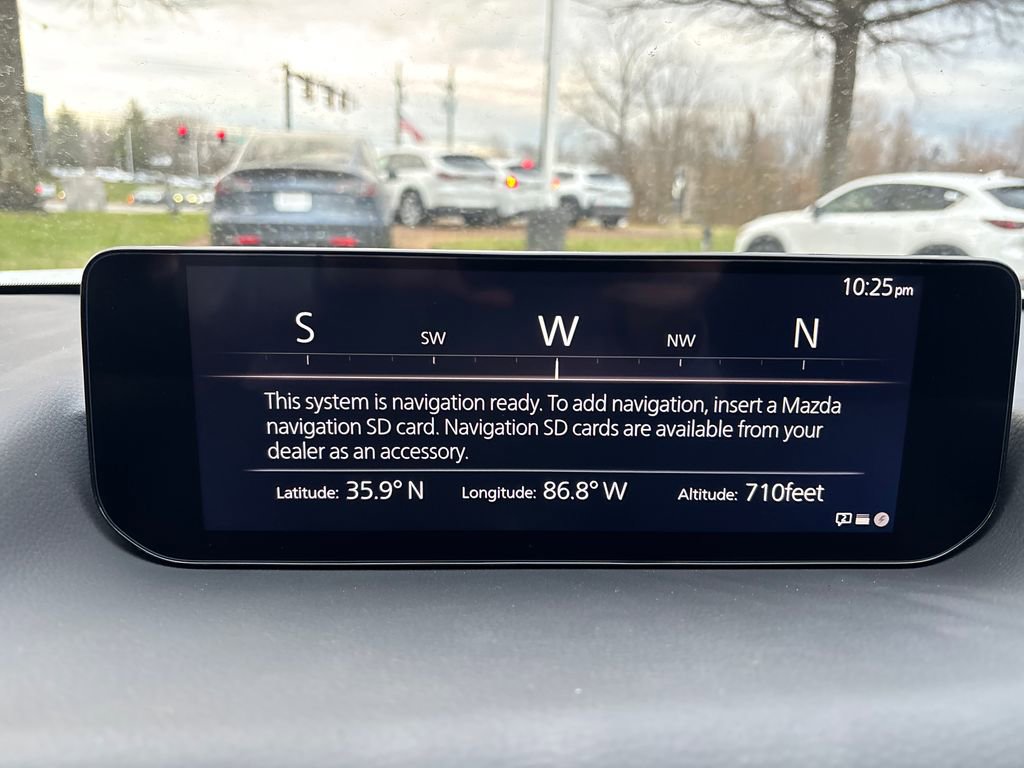 10:25pm
S SW W NW N
This system is navigation ready. To add navigation, insert a Mazda
navigation SD card. Navigation SD cards are available from your
dealer as an accessory.
Latitude: 35.9° N Longitude: 86.8° W Altitude: 710feet